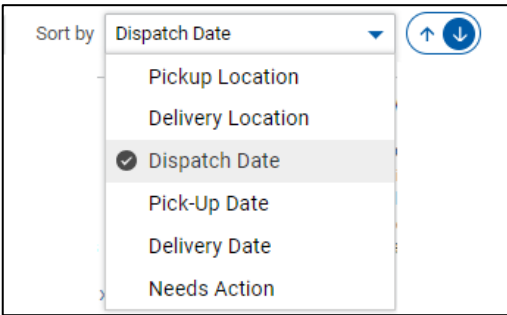 Sort by Dispatch Date
Pickup Location
Delivery Location
Dispatch Date
Pick-Up Date
Delivery Date
Needs Action